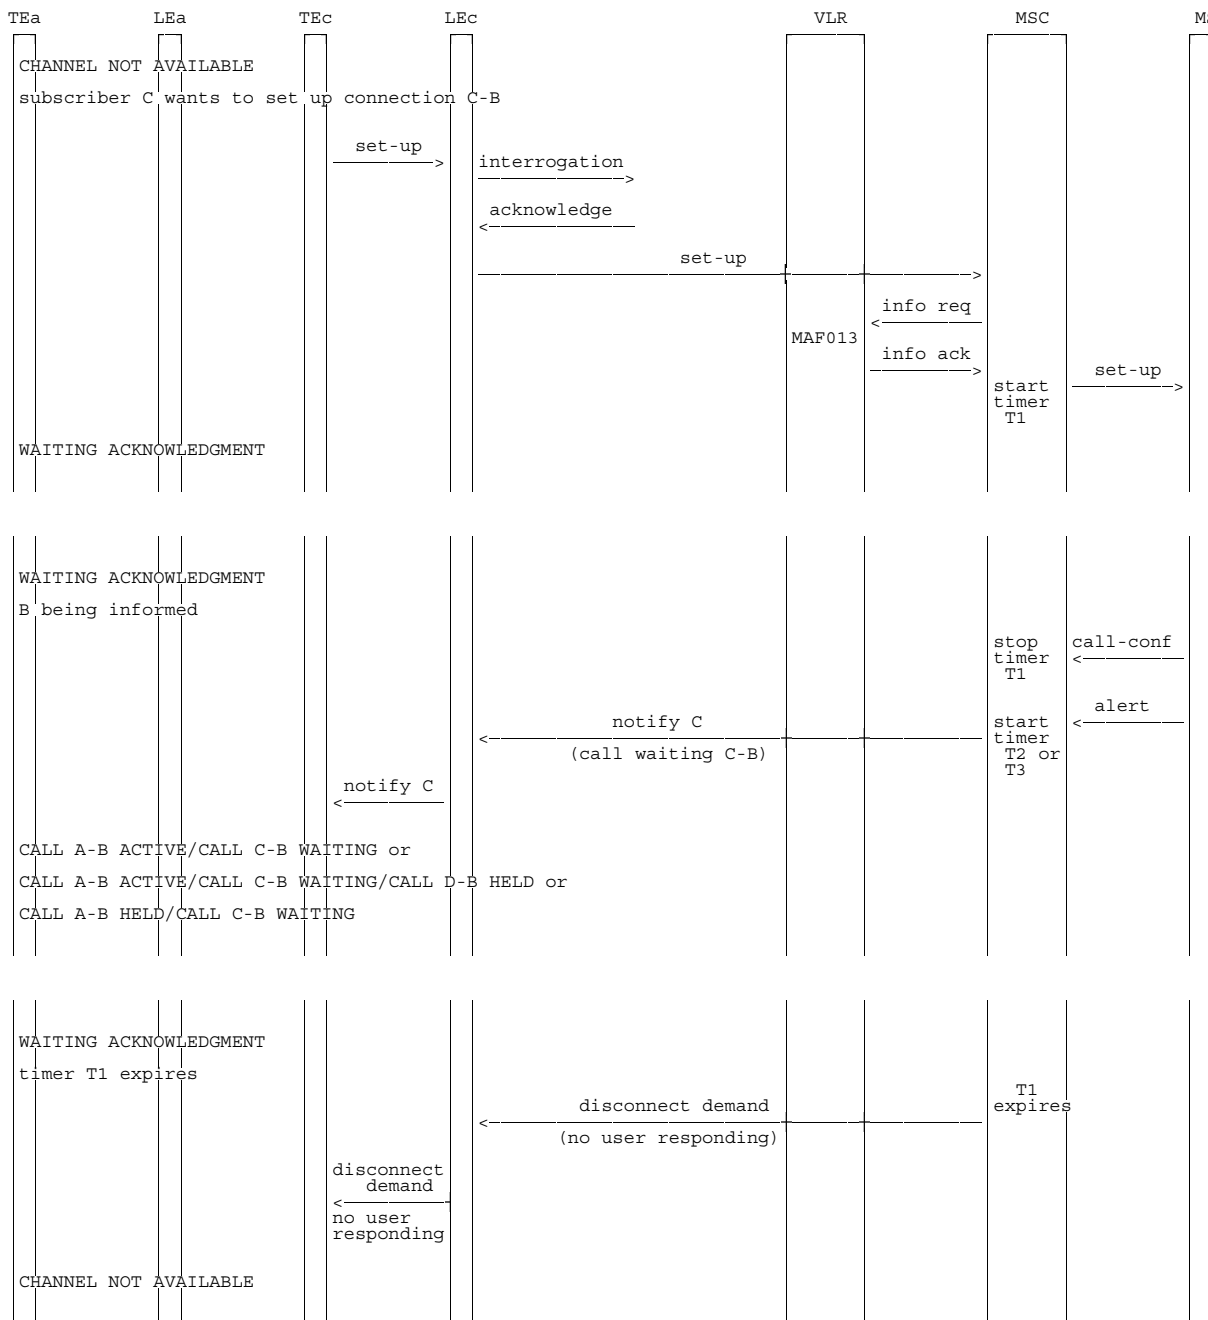 TEa LEa TEc LEc VLR MSC
CHANNEL NOT AVAILABLE
subscriber C wants to set up connection C-B
set-up
interrogation
acknowledge
set-up
info req
MAF013
info ack
set-up
start
timer
T1
WAITING ACKNOWLEDGMENT
WAITING ACKNOWLEDGMENT
B being informed
stop
timer
T1
call-conf
alert
notify C
(call waiting C-B)
start
timer
T2 or
T3
notify C
CALL A-B ACTIVE/CALL C-B WAITING or
CALL A-B ACTIVE/CALL C-B WAITING/CALL D-B HELD or
CALL A-B HELD/CALL C-B WAITING
WAITING ACKNOWLEDGMENT
timer T1 expires
T1
expires
disconnect demand
(no user responding)
disconnect
demand
no user
responding
CHANNEL NOT AVAILABLE